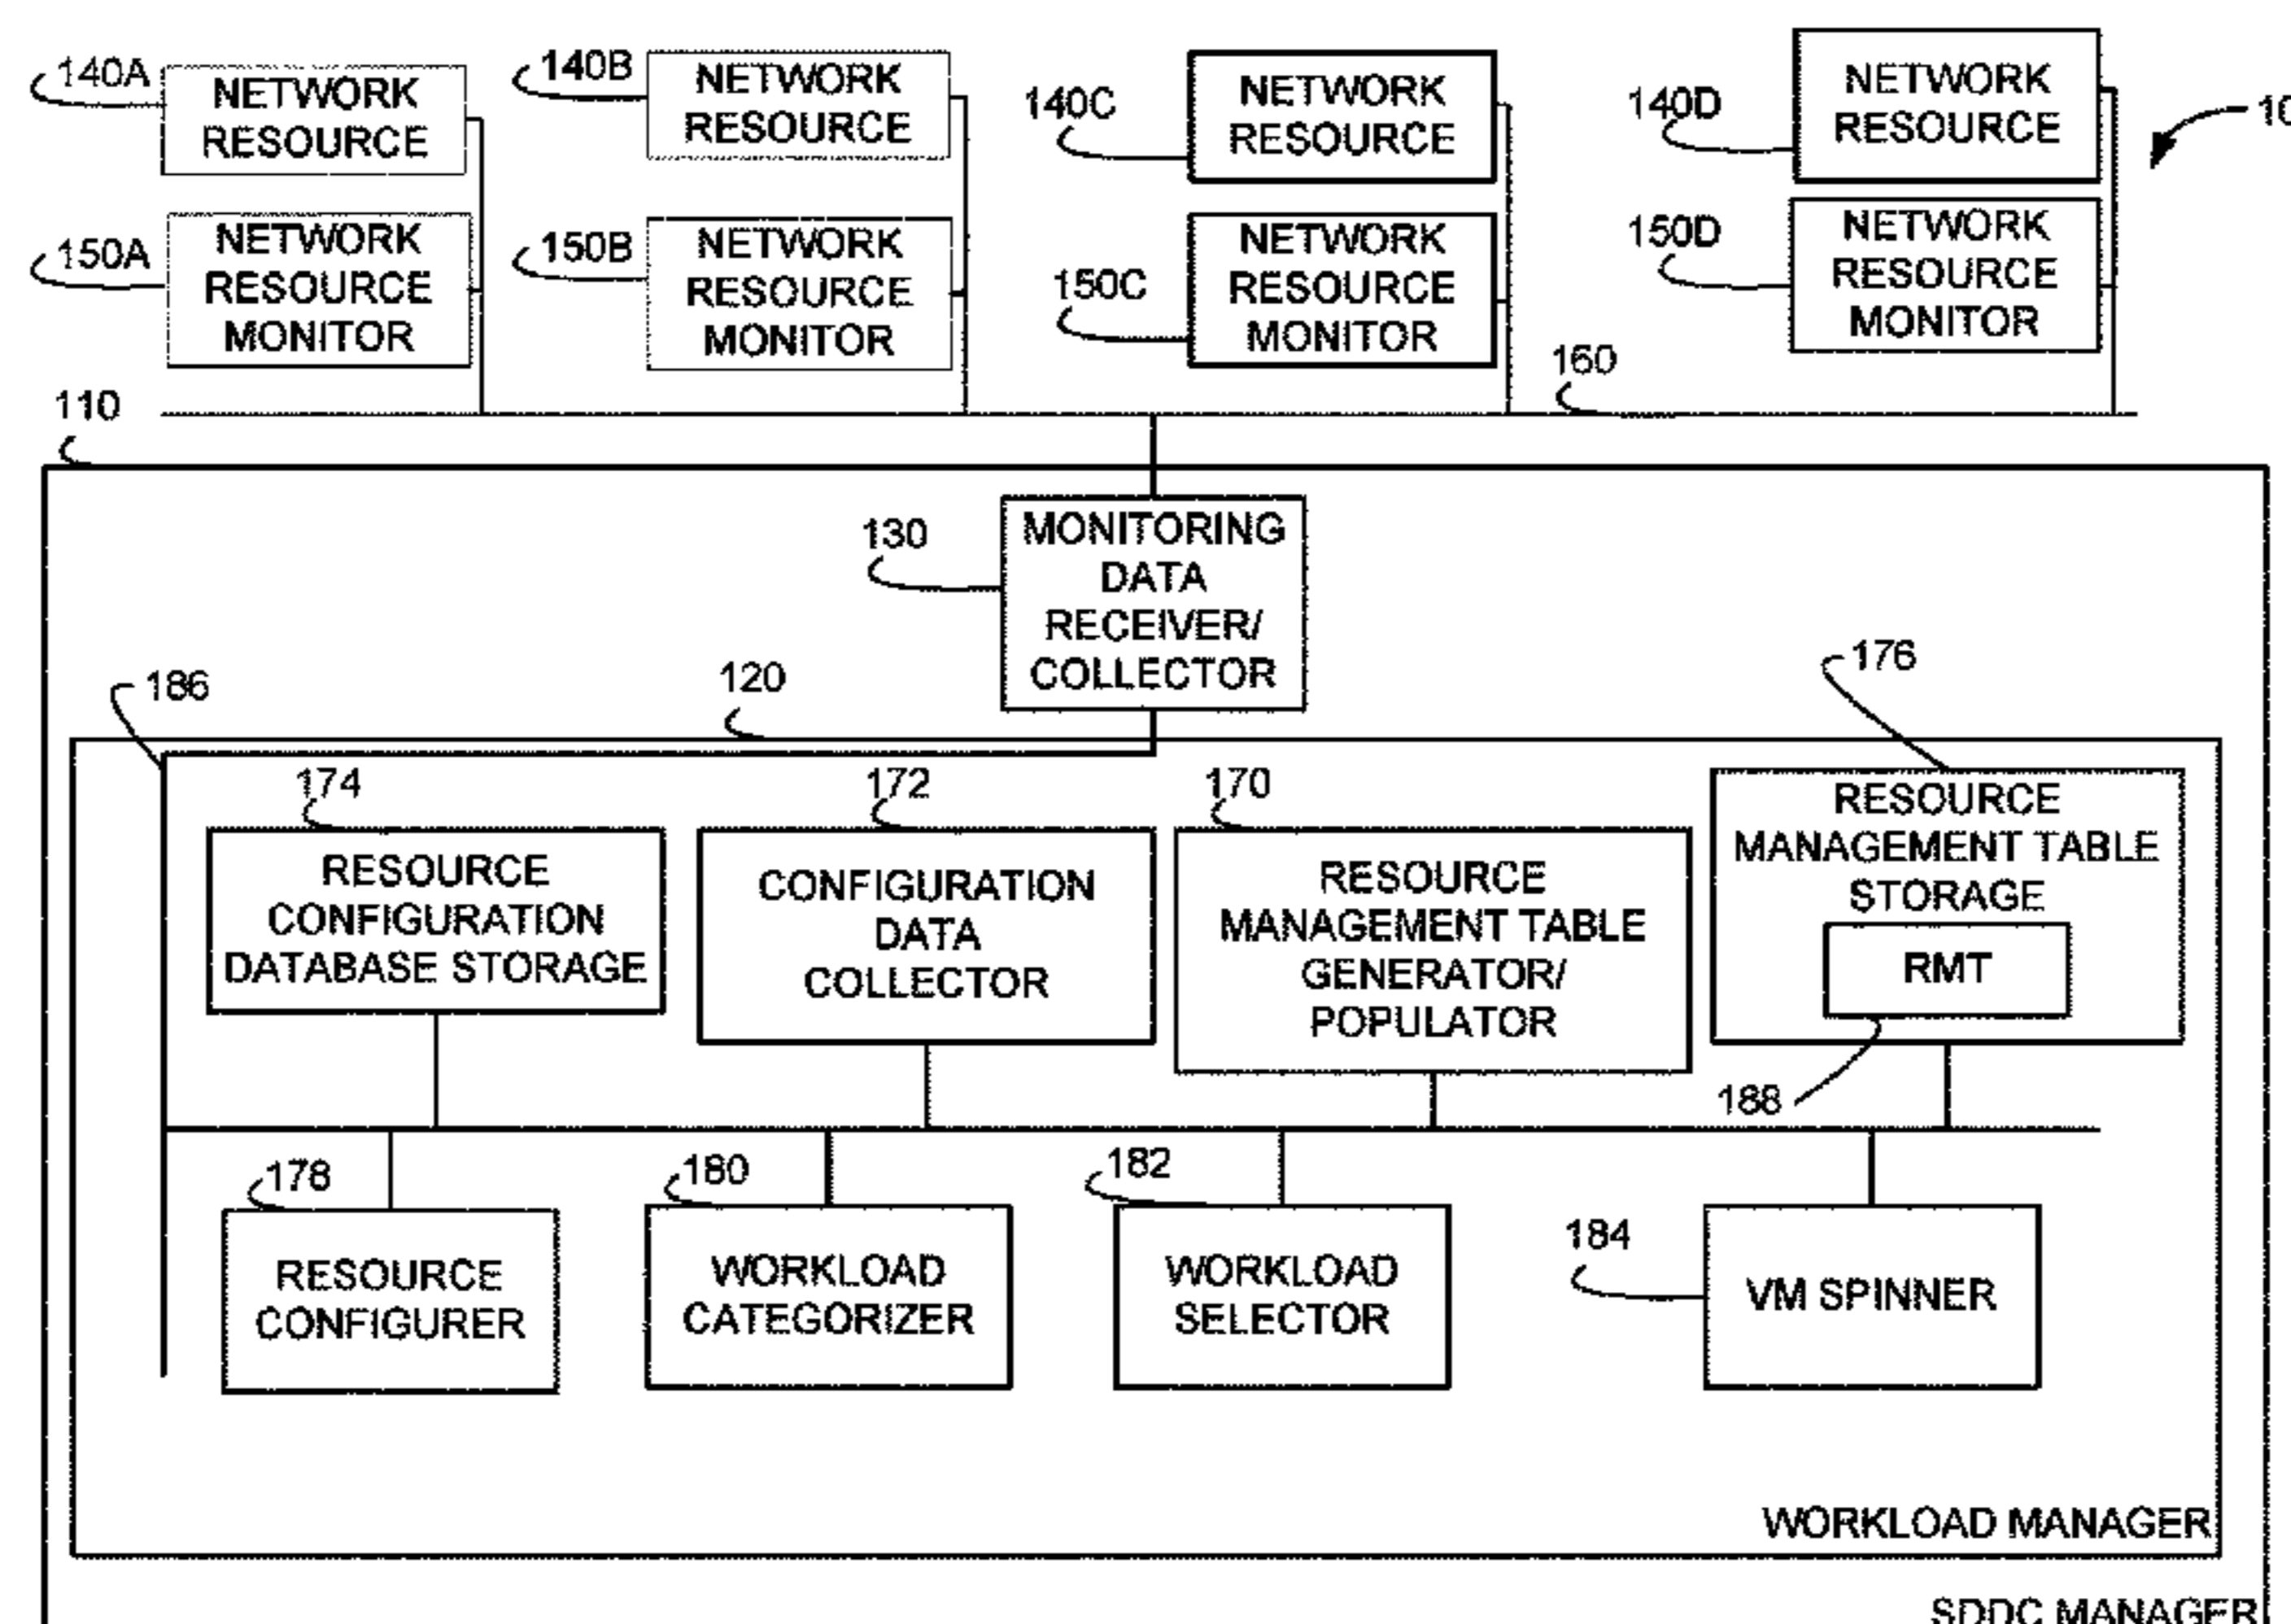 140A
NETWORK
RESOURCE
140B
NETWORK
RESOURCE
140C
NETWORK
RESOURCE
140D
NETWORK
RESOURCE
150A
NETWORK
RESOURCE
MONITOR
150B
NETWORK
RESOURCE
MONITOR
150C
NETWORK
RESOURCE
MONITOR
150D
NETWORK
RESOURCE
MONITOR
160
110
130
MONITORING
DATA
RECEIVER/
COLLECTOR
186
120
176
174
RESOURCE
CONFIGURATION
DATABASE STORAGE
172
CONFIGURATION
DATA
COLLECTOR
170
RESOURCE
MANAGEMENT TABLE
GENERATOR/
POPULATOR
RESOURCE
MANAGEMENT TABLE
STORAGE
RMT
188
178
RESOURCE
CONFIGURER
180
WORKLOAD
CATEGORIZER
182
WORKLOAD
SELECTOR
184
VM SPINNER
WORKLOAD MANAGER
SDDC MANAGER